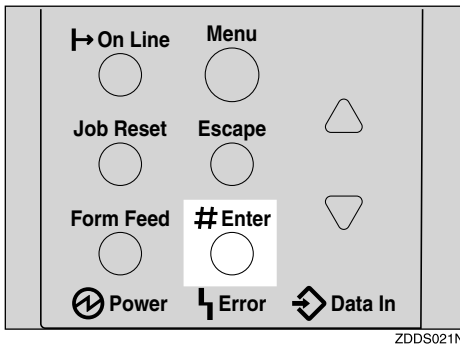 On Line Menu
Job Reset Escape
Form Feed # Enter
Power Error Data In
ZDDS021N